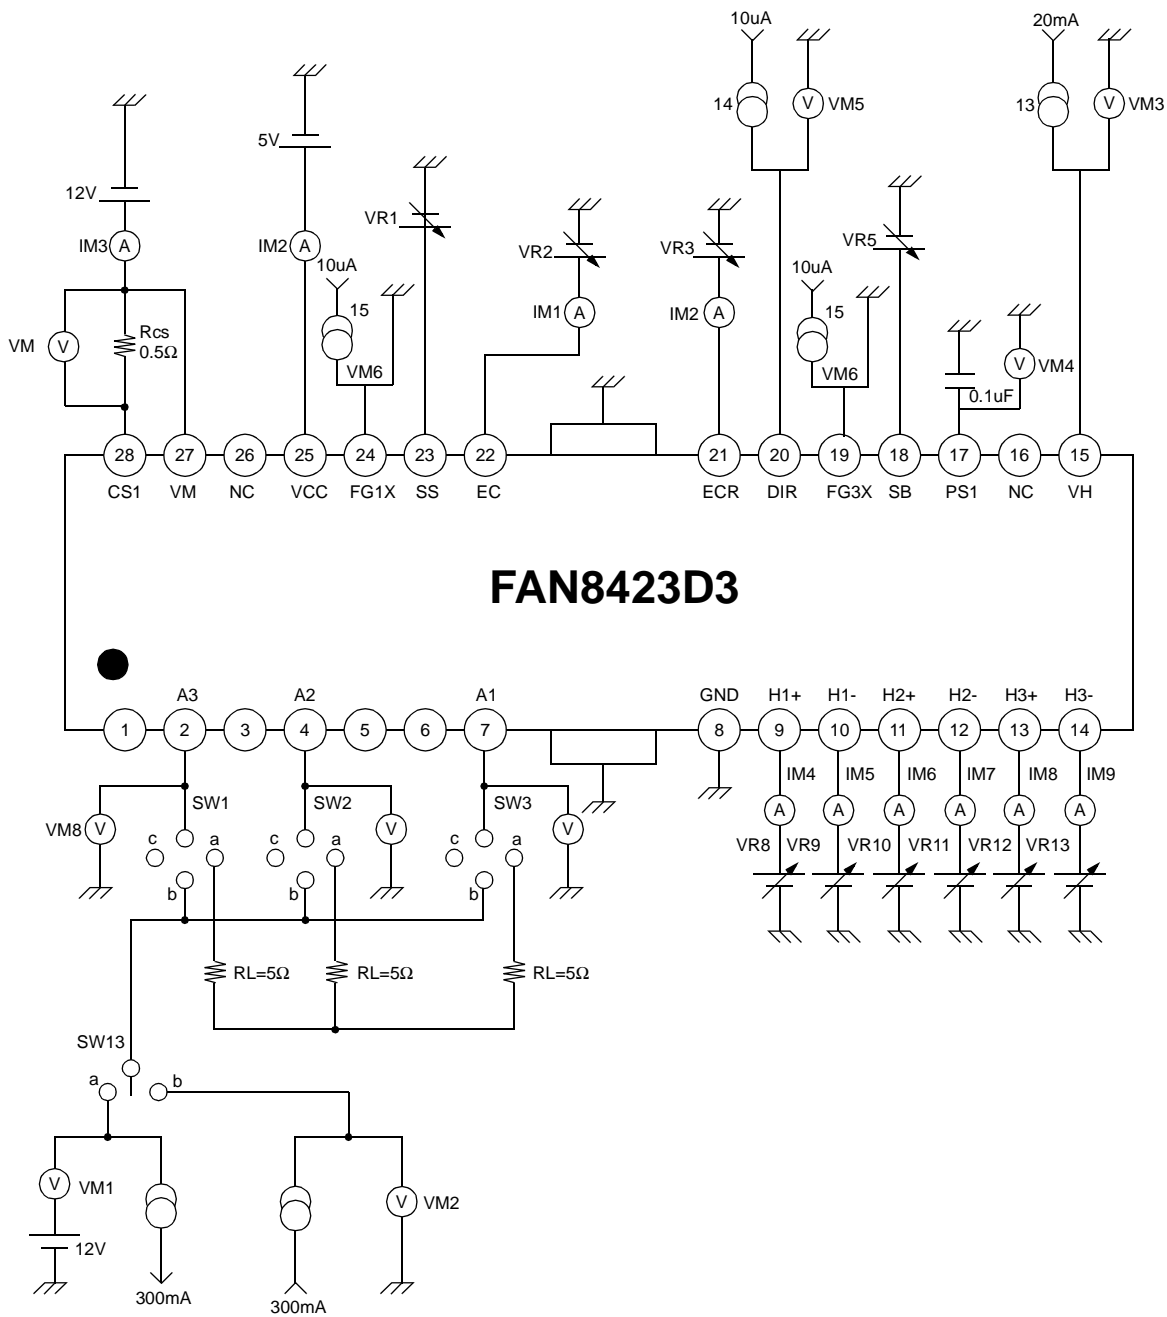 10uA 20mA
14 V VM5 13 V VM3
5V
12V VR1
IM3 A IM2 A VR2 VR3 VR5
10uA 10uA
15 IM1 A IM2 A 15
VM V Rcs
0.5Ω
VM6 VM6 V VM4
0.1uF
28 27 26 25 24 23 22 21 20 19 18 17 16 15
CS1 VM NC VCC FG1X SS EC ECR DIR FG3X SB PS1 NC VH
FAN8423D3
A3 A2 A1 GND H1+ H1- H2+ H2- H3+ H3-
1 2 3 4 5 6 7 8 9 10 11 12 13 14
IM4 IM5 IM6 IM7 IM8 IM9
SW1 SW2 SW3 A A A A A A
VM8 V V V
c a c a c a VR8 VR9 VR10 VR11 VR12 VR13
b b b
RL=5Ω RL=5Ω RL=5Ω
SW13
a b
V VM1 V VM2
12V
300mA 300mA